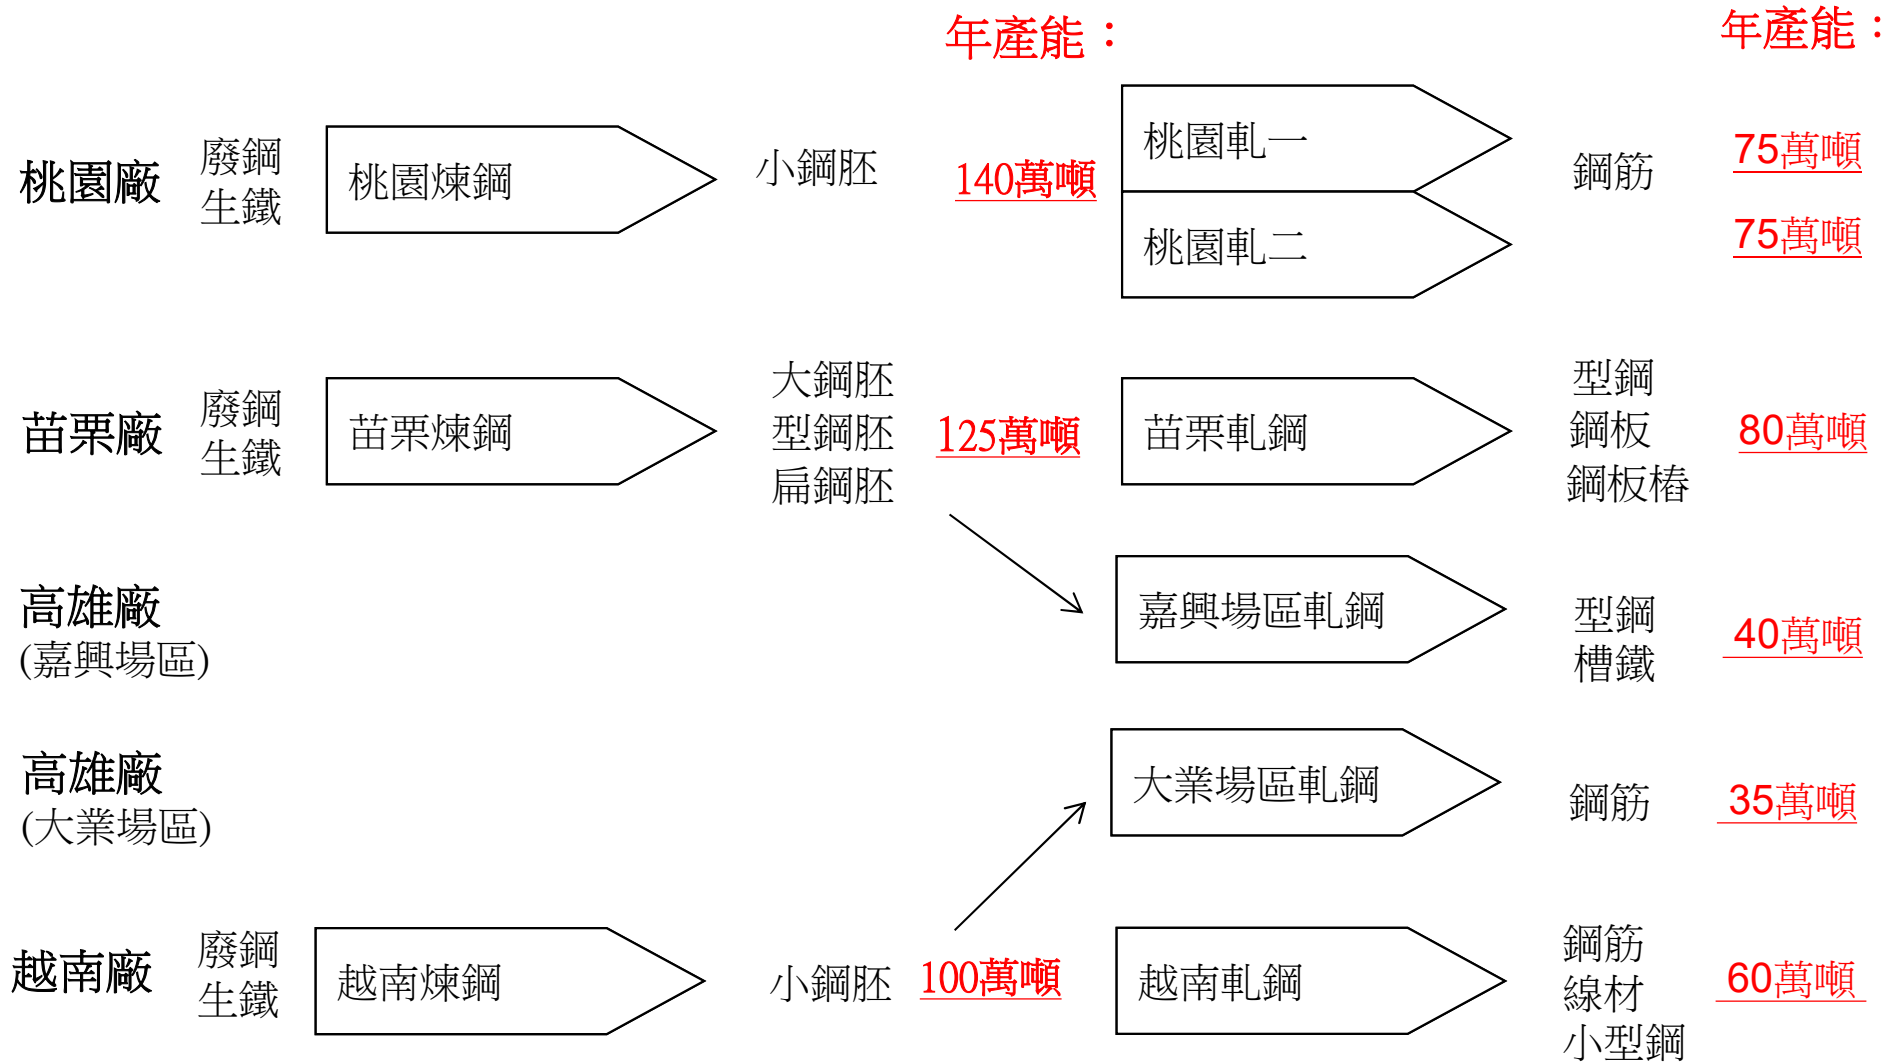 年產能：
年產能：
桃園廠
廢鋼
生鐵
桃園煉鋼
小鋼胚
140萬噸
桃園軋一
桃園軋二
鋼筋
75萬噸
75萬噸
苗栗廠
廢鋼
生鐵
苗栗煉鋼
大鋼胚
型鋼胚
扁鋼胚
125萬噸
苗栗軋鋼
型鋼
鋼板
鋼板樁
80萬噸
高雄廠
(嘉興場區)
嘉興場區軋鋼
型鋼
槽鐵
40萬噸
高雄廠
(大業場區)
大業場區軋鋼
鋼筋
35萬噸
越南廠
廢鋼
生鐵
越南煉鋼
小鋼胚
100萬噸
越南軋鋼
鋼筋
線材
小型鋼
60萬噸